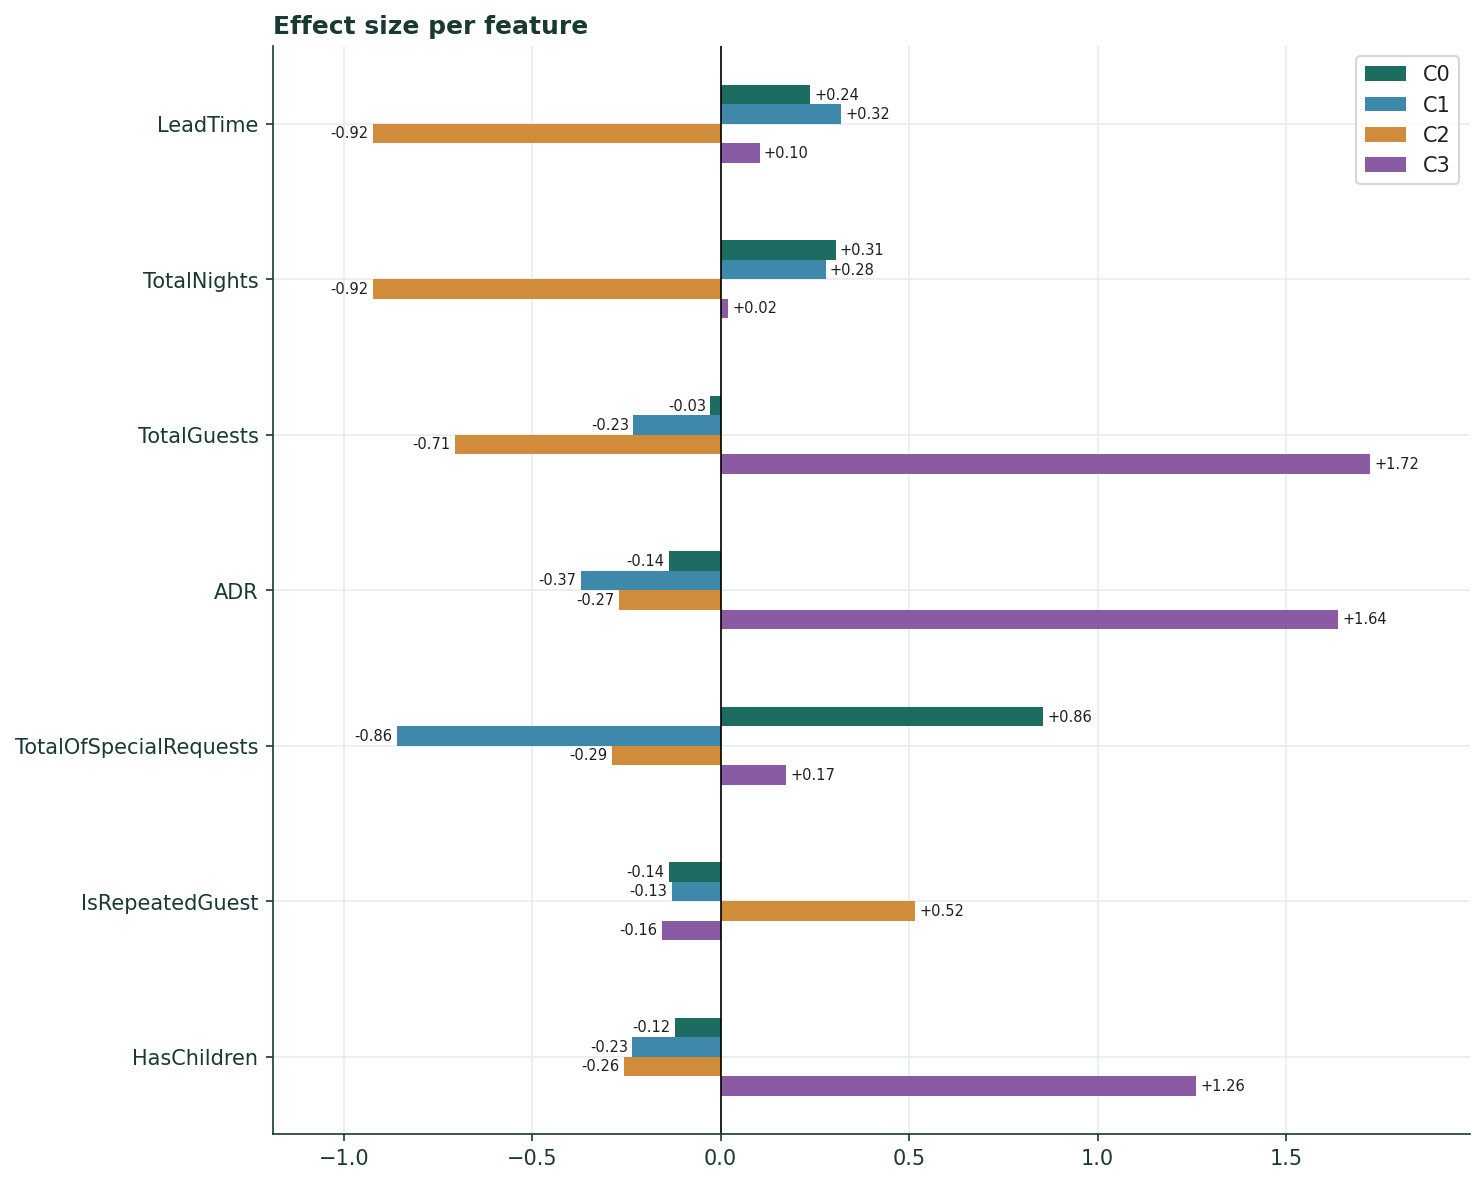 Effect size per feature
C0
C1
C2
C3
LeadTime
+0.24
+0.32
-0.92
+0.10
TotalNights
+0.31
+0.28
-0.92
+0.02
TotalGuests
-0.03
-0.23
-0.71
+1.72
ADR
-0.14
-0.37
-0.27
+1.64
TotalOfSpecialRequests
+0.86
-0.86
-0.29
+0.17
IsRepeatedGuest
-0.14
-0.13
+0.52
-0.16
HasChildren
-0.12
-0.23
-0.26
+1.26
−1.0 −0.5 0.0 0.5 1.0 1.5